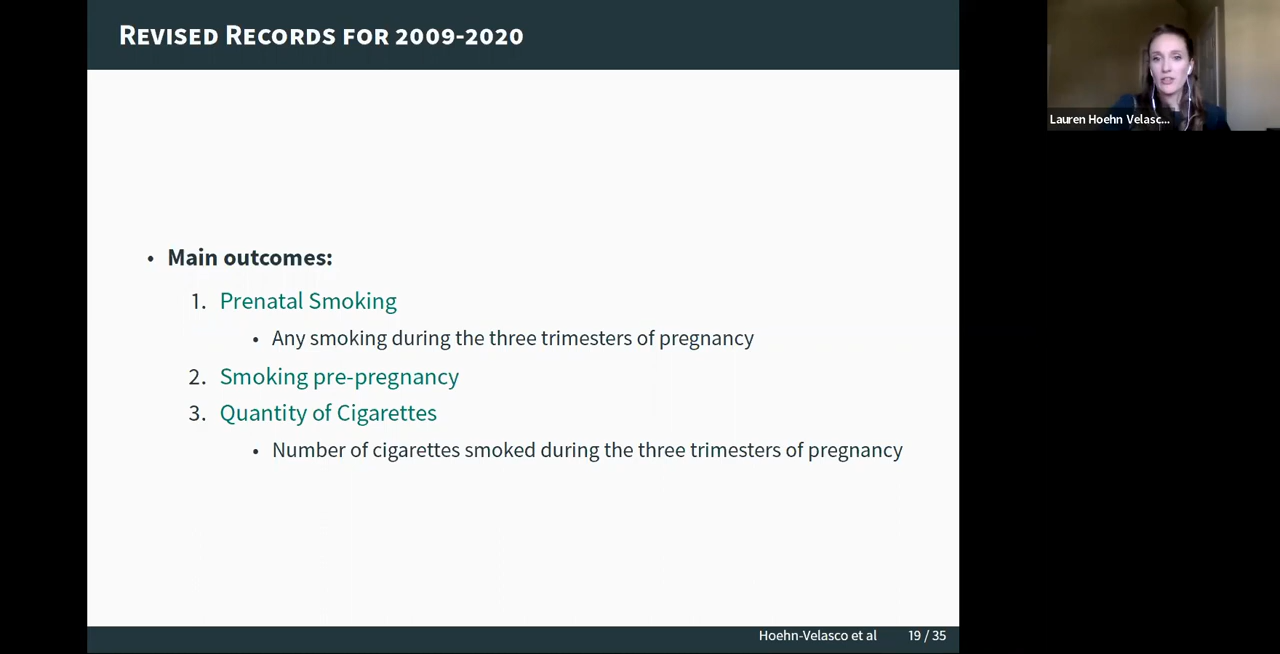 REVISED RECORDS FOR 2009-2020
Lauren Hoehn Velasc...
• Main outcomes:
1. Prenatal Smoking
• Any smoking during the three trimesters of pregnancy
2. Smoking pre-pregnancy
3. Quantity of Cigarettes
• Number of cigarettes smoked during the three trimesters of pregnancy
Hoehn-Velasco et al 19 / 35